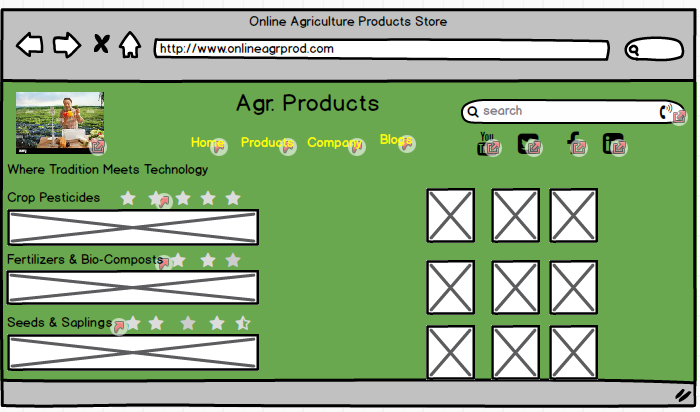 Online Agriculture Products Store
http://www.onlineagrprod.com
Agr. Products
search
Home Products Company Blogs
You
Where Tradition Meets Technology
Crop Pesticides
Fertilizers & Bio-Composts
Seeds & Saplings